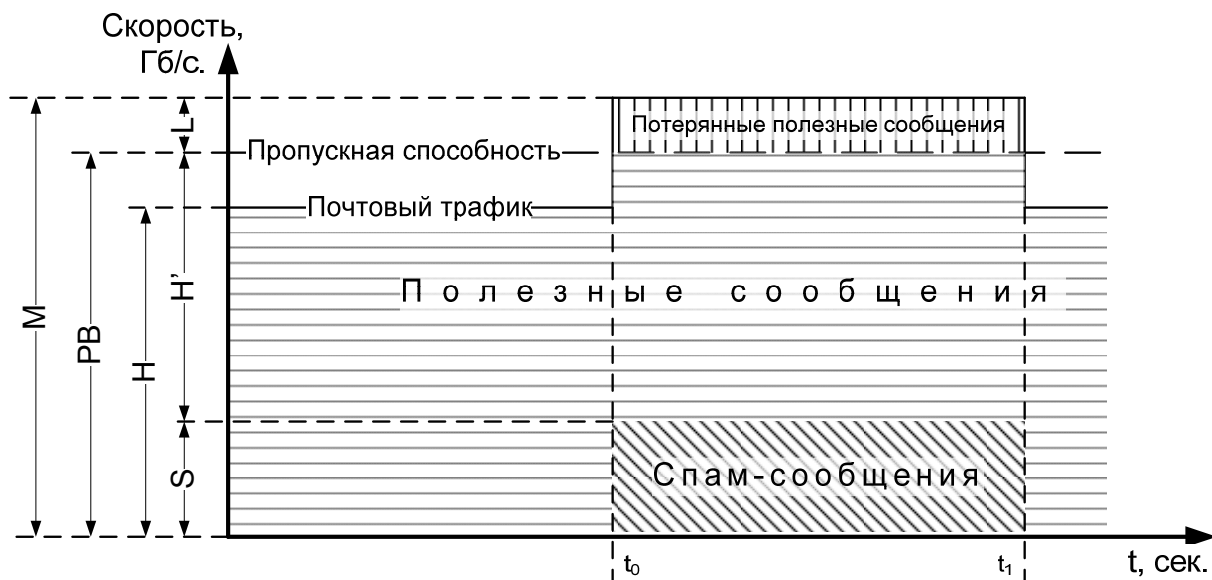 Скорость,
Гб/с.
Потерянные полезные сообщения
L
Пропускная способность
Почтовый трафик
Полезные сообщения
H'
M
PB
H
S
Спам-сообщения
t₀
t₁
t, сек.